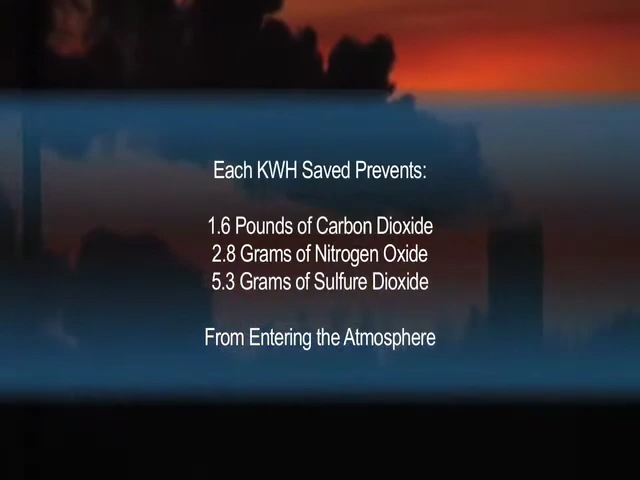 Each KWH Saved Prevents:
1.6 Pounds of Carbon Dioxide
2.8 Grams of Nitrogen Oxide
5.3 Grams of Sulfure Dioxide
From Entering the Atmosphere